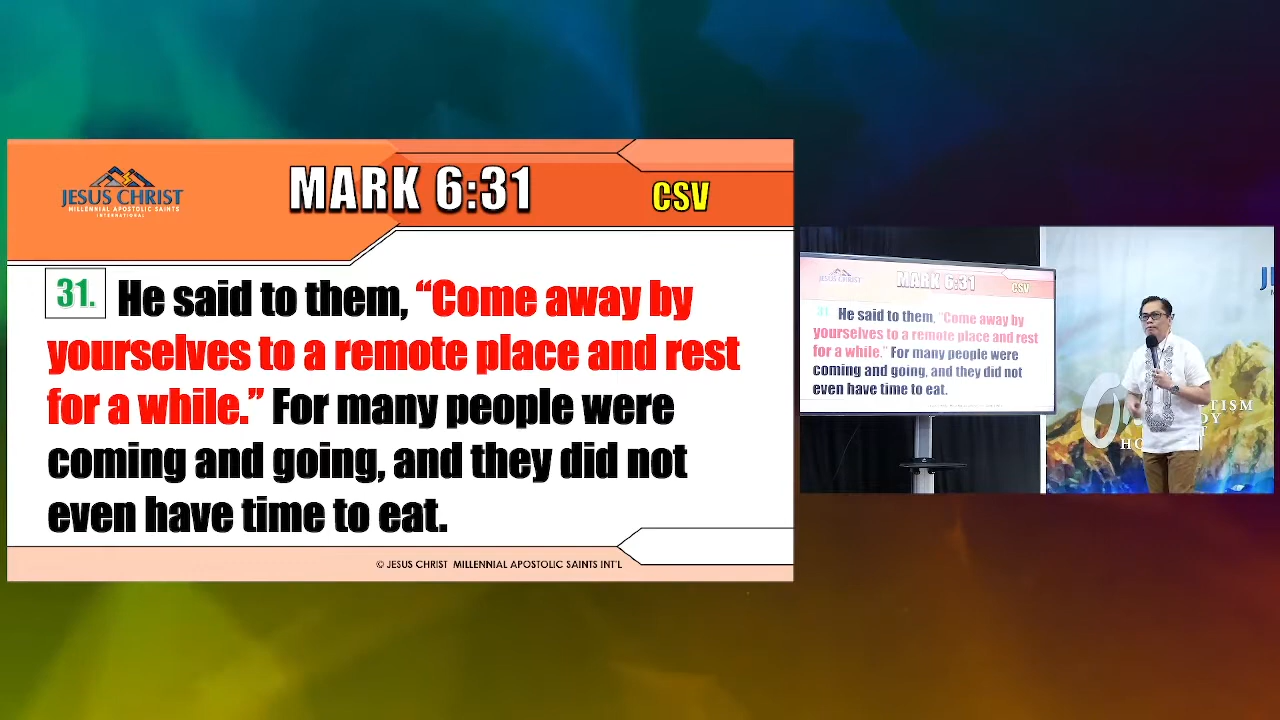 JESUS CHRIST
MILLENNIAL APOSTOLIC SAINTS
INTERNATIONAL
MARK 6:31
CSV
31. He said to them, “Come away by
yourselves to a remote place and rest
for a while.” For many people were
coming and going, and they did not
even have time to eat.
© JESUS CHRIST MILLENNIAL APOSTOLIC SAINTS INT'L
JESUS CHRIST
MARK 6:31
CSV
31. He said to them, “Come away by
yourselves to a remote place and rest
for a while.” For many people were
coming and going, and they did not
even have time to eat.
TISM